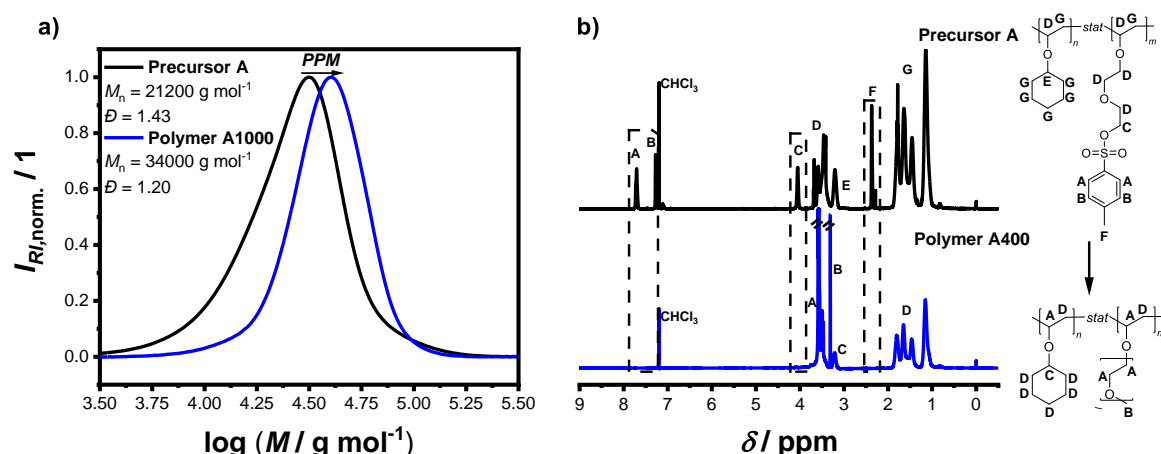 a)
PPM
Precursor A
Mn = 21200 g mol-1
Đ = 1.43
Polymer A1000
Mn = 34000 g mol-1
Đ = 1.20
IRI,norm. / 1
1.0
0.8
0.6
0.4
0.2
0.0
3.50 3.75 4.00 4.25 4.50 4.75 5.00 5.25 5.50
log (M / g mol-1)
b)
Precursor A
CHCl3
A B C D E F G
Polymer A400
CHCl3
A B C D
9 8 7 6 5 4 3 2 1 0
δ / ppm
D G stat D G
n m
O O
E
G G
G G
G
D
D
O
D
C
O
O=S=O
A A
B B
F
A D stat A D
n m
O O
C
D D
D D
D
A
A
O
B